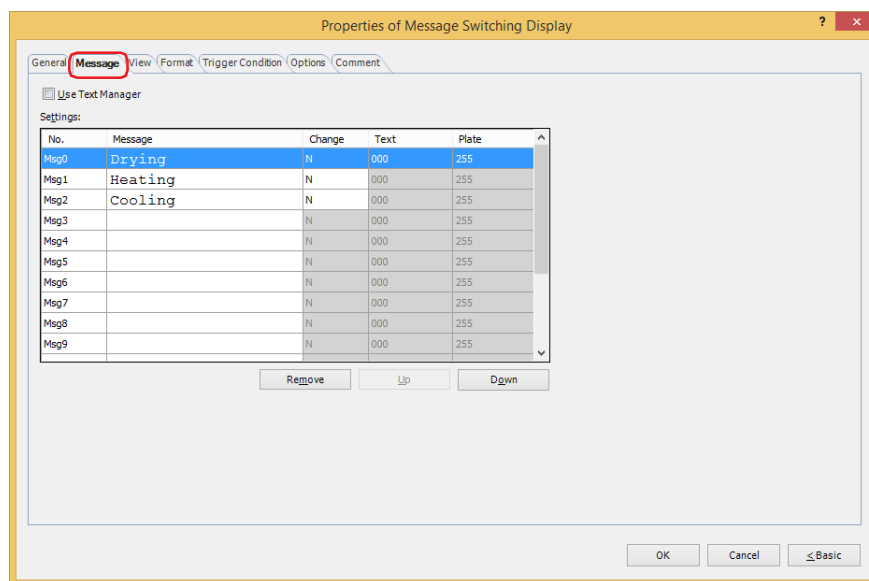 Properties of Message Switching Display ? ×
General Message View Format Trigger Condition Options Comment
Use Text Manager
Settings:
No. Message Change Text Plate
Msg0 Drying N 000 255
Msg1 Heating N 000 255
Msg2 Cooling N 000 255
Msg3 N 000 255
Msg4 N 000 255
Msg5 N 000 255
Msg6 N 000 255
Msg7 N 000 255
Msg8 N 000 255
Msg9 N 000 255
Remove Up Down
OK Cancel < Basic